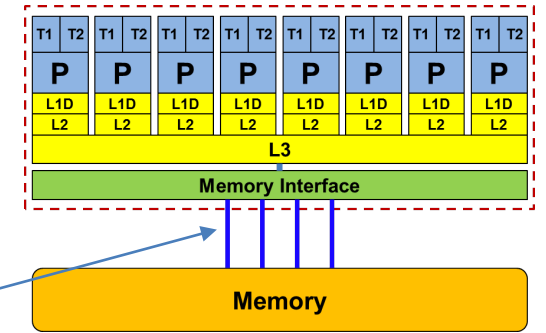 T1 T2 T1 T2 T1 T2 T1 T2 T1 T2 T1 T2 T1 T2 T1 T2
P P P P P P P P
L1D L1D L1D L1D L1D L1D L1D L1D
L2 L2 L2 L2 L2 L2 L2 L2
L3
Memory Interface
Memory